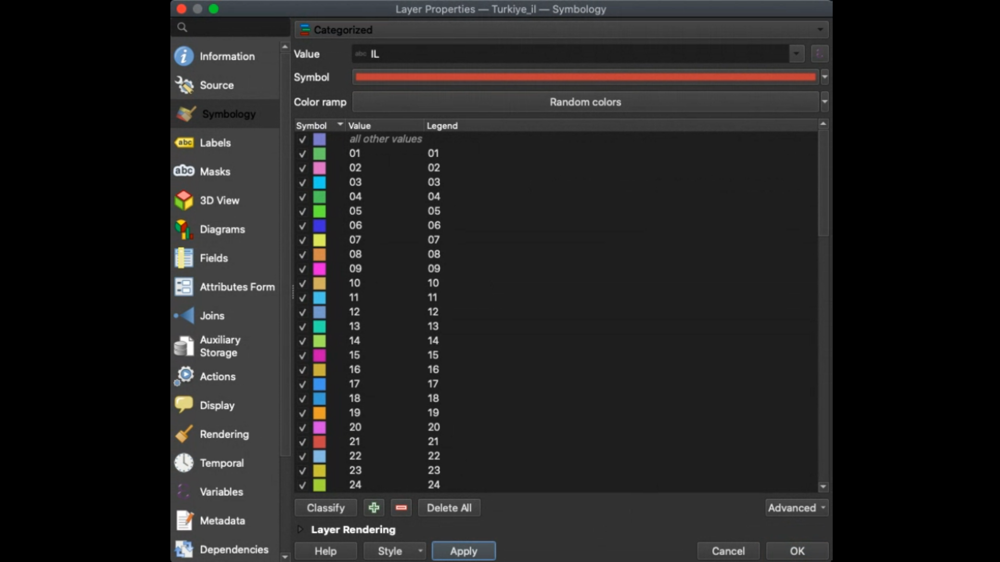 Layer Properties — Turkiye_il — Symbology
Categorized
Information
Source
Symbology
Labels
abc
Masks
abc
3D View
Diagrams
Fields
Attributes Form
Joins
Auxiliary
Storage
Actions
Display
Rendering
Temporal
Variables
Metadata
Dependencies
Value abc IL
Symbol
Color ramp Random colors
Symbol Value Legend
all other values
01 01
02 02
03 03
04 04
05 05
06 06
07 07
08 08
09 09
10 10
11 11
12 12
13 13
14 14
15 15
16 16
17 17
18 18
19 19
20 20
21 21
22 22
23 23
24 24
Classify Delete All Advanced
Layer Rendering
Help Style Apply Cancel OK